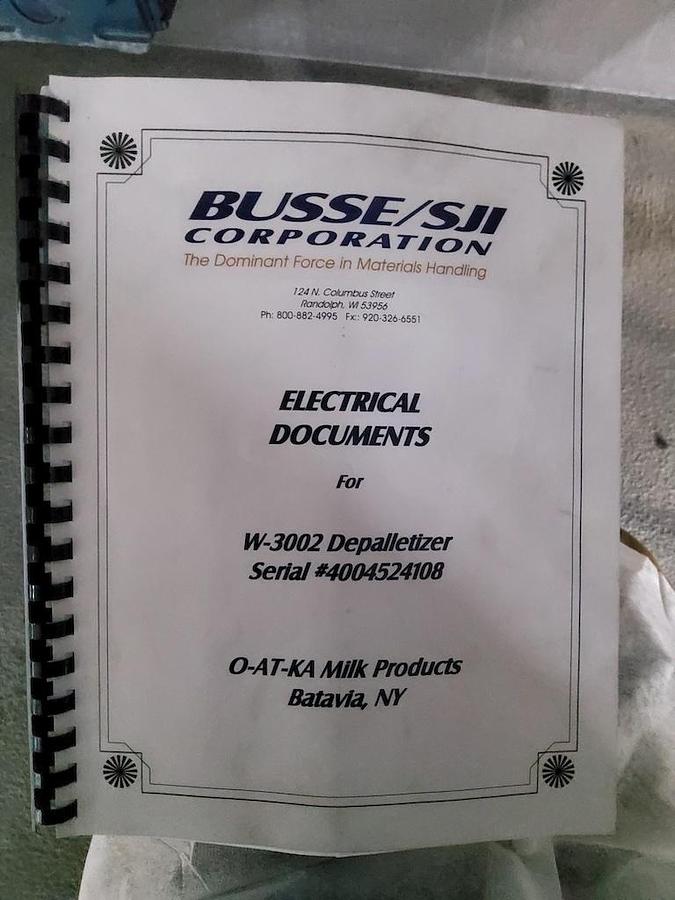 BUSSE/SJI
CORPORATION
The Dominant Force in Materials Handling
124 N. Columbus Street
Randolph, WI 53956
Ph: 800-882-4995 Fx.: 920-326-6551
ELECTRICAL
DOCUMENTS
For
W-3002 Depalletizer
Serial #4004524108
O-AT-KA Milk Products
Batavia, NY